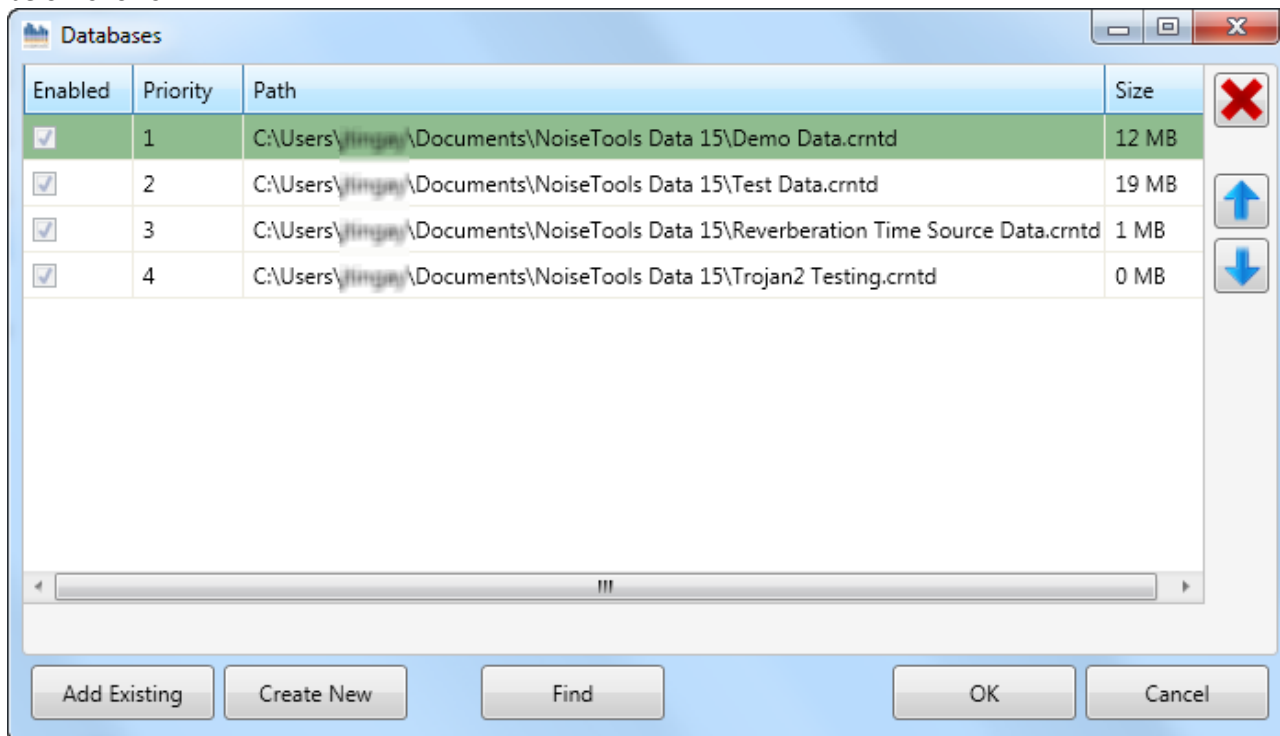 Databases
Enabled Priority Path Size
1 C:\Users\ \Documents\NoiseTools Data 15\Demo Data.crntd 12 MB
2 C:\Users\ \Documents\NoiseTools Data 15\Test Data.crntd 19 MB
3 C:\Users\ \Documents\NoiseTools Data 15\Reverberation Time Source Data.crntd 1 MB
4 C:\Users\ \Documents\NoiseTools Data 15\Trojan2 Testing.crntd 0 MB
Add Existing Create New Find OK Cancel